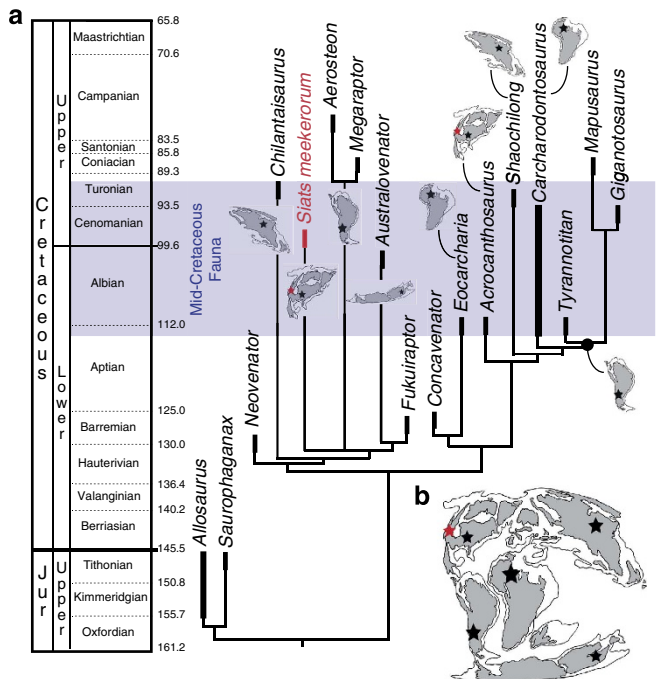 a
65.8
Maastrichtian
70.6
Campanian
83.5
Santonian
85.8
Coniacian
89.3
Turonian
93.5
Cenomanian
99.6
Albian
112.0
Aptian
125.0
Barremian
130.0
Hauterivian
136.4
Valanginian
140.2
Berriasian
145.5
Tithonian
150.8
Kimmeridgian
155.7
Oxfordian
161.2
Cretaceous
Upper
Lower
Jur
Upper
Mid-Cretaceous
Fauna
Allosaurus
Saurophaganax
Neovenator
Chilantaisaurus
Siats meekerorum
Aerosteon
Megaraptor
Australovenator
Fukuiraptor
Concavenator
Eocarcharia
Acrocanthosaurus
Shaochilong
Carcharodontosaurus
Tyrannotitan
Mapusaurus
Giganotosaurus
b